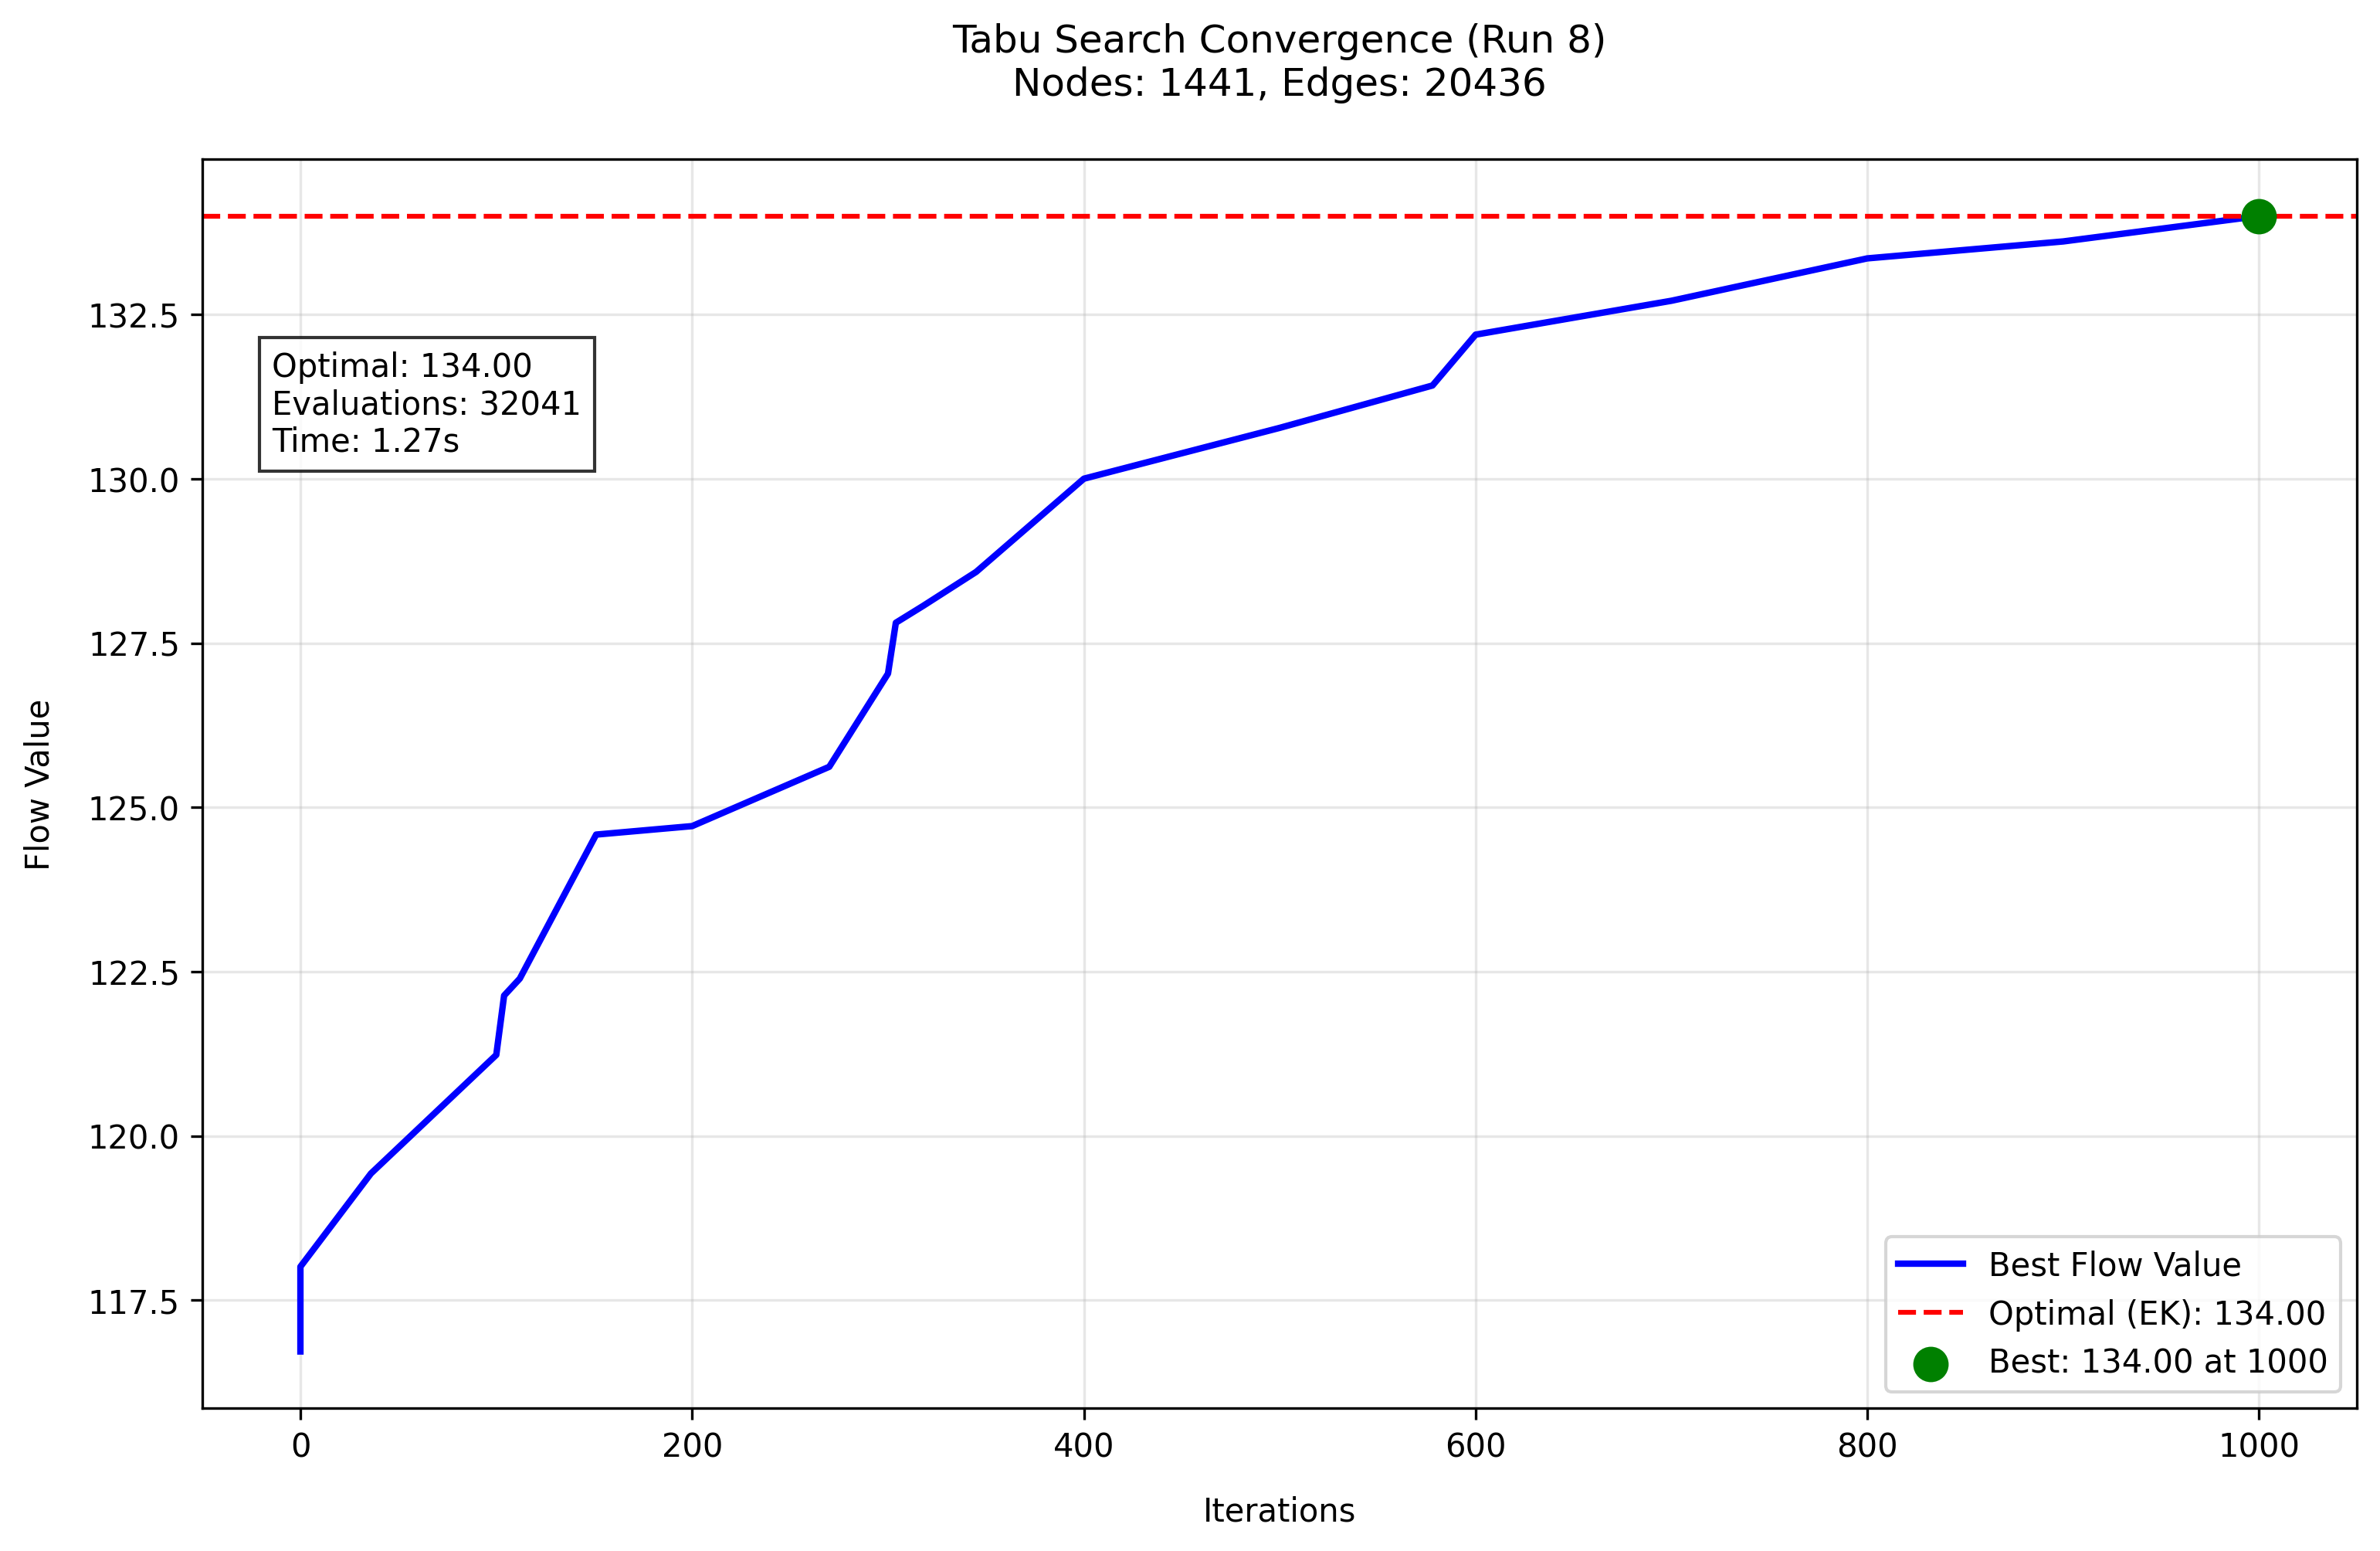 Tabu Search Convergence (Run 8)
Nodes: 1441, Edges: 20436
Flow Value
132.5
130.0
127.5
125.0
122.5
120.0
117.5
Optimal: 134.00
Evaluations: 32041
Time: 1.27s
Best Flow Value
Optimal (EK): 134.00
Best: 134.00 at 1000
0 200 400 600 800 1000
Iterations